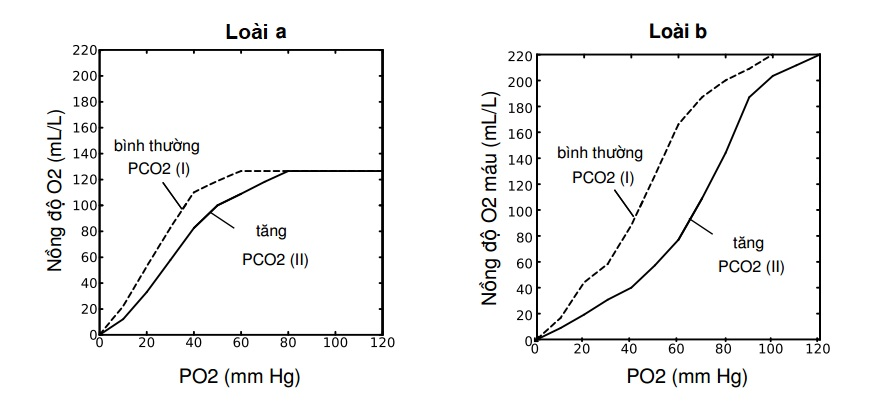 Loài a
220
200
180
160
140
120
100
80
60
40
20
0
Nồng độ O2 (mL/L)
bình thường
PCO2 (I)
tăng
PCO2 (II)
0 20 40 60 80 100 120
PO2 (mm Hg)
Loài b
220
200
180
160
140
120
100
80
60
40
20
0
Nồng độ O2 máu (mL/L)
bình thường
PCO2 (I)
tăng
PCO2 (II)
0 20 40 60 80 100 120
PO2 (mm Hg)